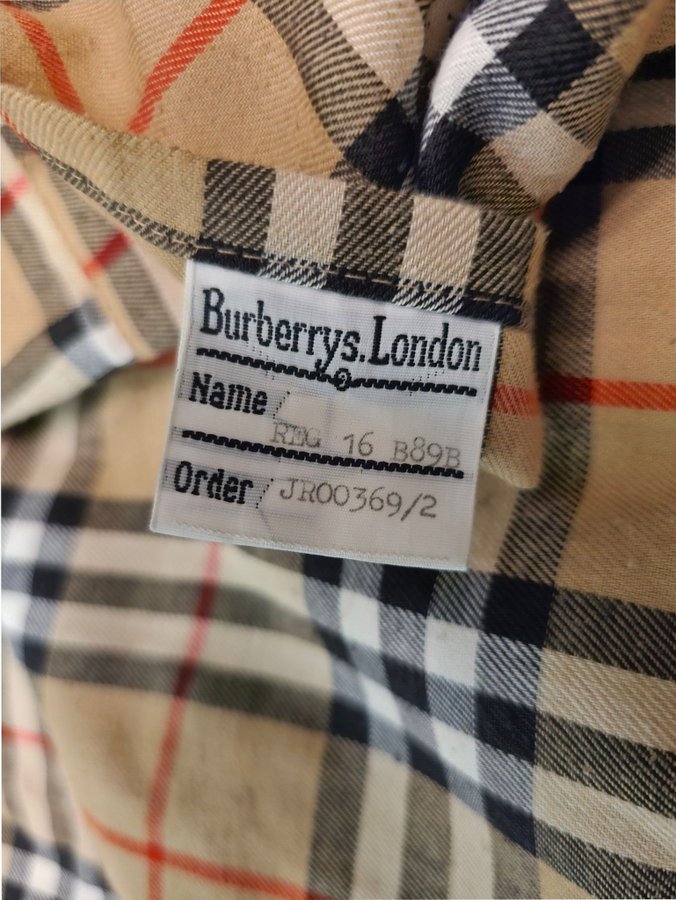 Burberrys.London
Name
REG 16 B89B
Order JR00369/2